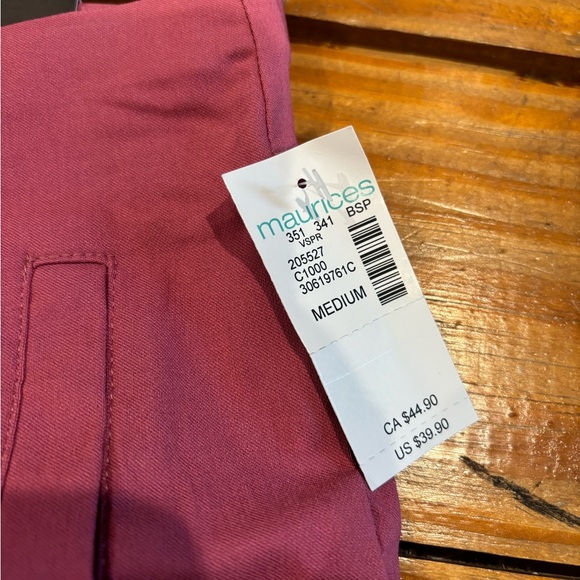 maurices
351 341 BSP
VSPR
205527
C1000
30619761C
MEDIUM
CA $44.90
US $39.90